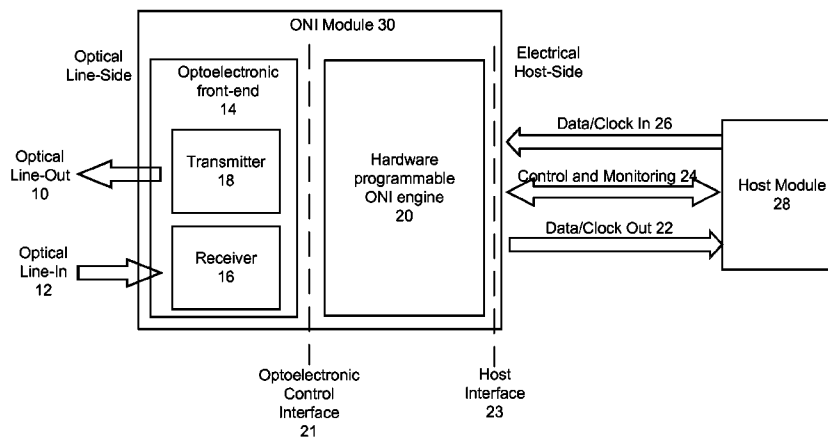 ONI Module 30
Optical
Line-Side
Optoelectronic
front-end
14
Electrical
Host-Side
Transmitter
18
Receiver
16
Hardware
programmable
ONI engine
20
Optical
Line-Out
10
Optical
Line-In
12
Data/Clock In 26
Control and Monitoring 24
Data/Clock Out 22
Host Module
28
Optoelectronic
Control
Interface
21
Host
Interface
23